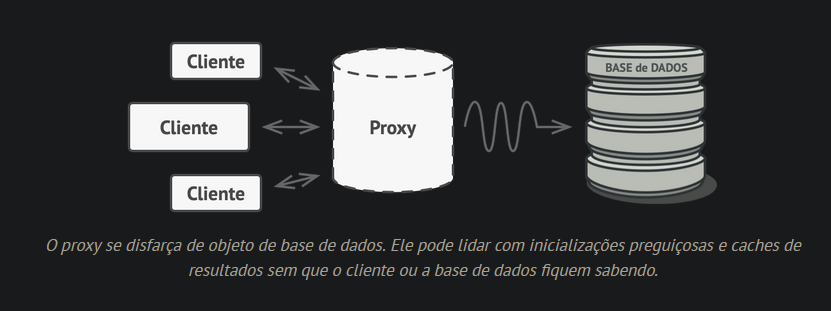 Cliente
Cliente
Cliente
Proxy
BASE de DADOS
O proxy se disfarça de objeto de base de dados. Ele pode lidar com inicializações preguiçosas e caches de
resultados sem que o cliente ou a base de dados fiquem sabendo.